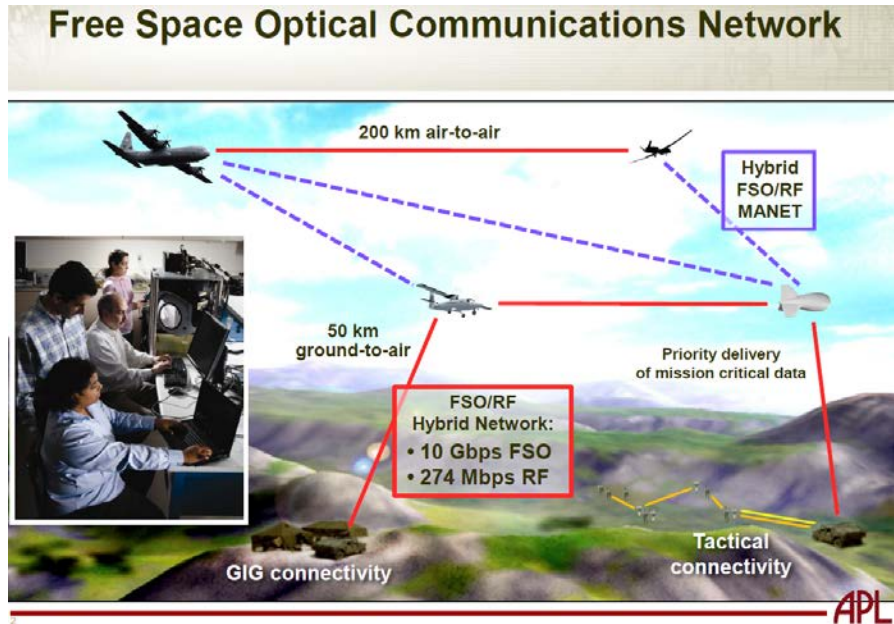 Free Space Optical Communications Network
200 km air-to-air
Hybrid
FSO/RF
MANET
50 km
ground-to-air
Priority delivery
of mission critical data
FSO/RF
Hybrid Network:
• 10 Gbps FSO
• 274 Mbps RF
GIG connectivity
Tactical
connectivity
2
APL